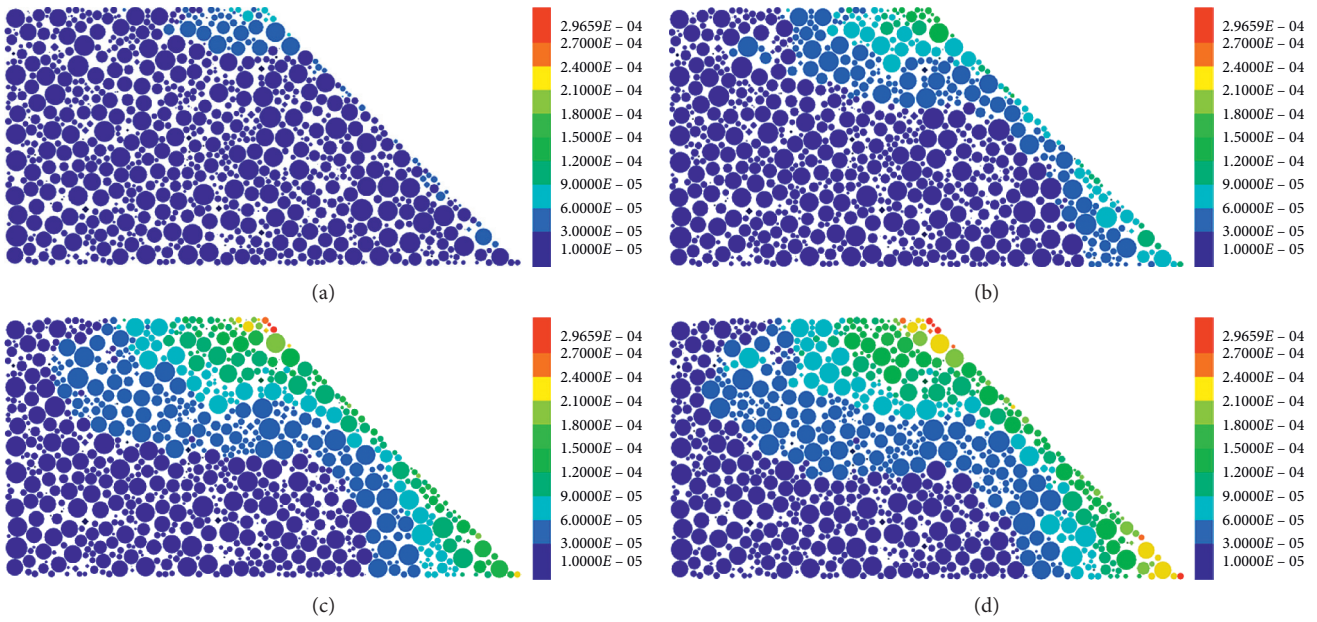 2.9659E – 04
2.7000E – 04
2.4000E – 04
2.1000E – 04
1.8000E – 04
1.5000E – 04
1.2000E – 04
9.0000E – 05
6.0000E – 05
3.0000E – 05
1.0000E – 05
(a)
2.9659E – 04
2.7000E – 04
2.4000E – 04
2.1000E – 04
1.8000E – 04
1.5000E – 04
1.2000E – 04
9.0000E – 05
6.0000E – 05
3.0000E – 05
1.0000E – 05
(b)
2.9659E – 04
2.7000E – 04
2.4000E – 04
2.1000E – 04
1.8000E – 04
1.5000E – 04
1.2000E – 04
9.0000E – 05
6.0000E – 05
3.0000E – 05
1.0000E – 05
(c)
2.9659E – 04
2.7000E – 04
2.4000E – 04
2.1000E – 04
1.8000E – 04
1.5000E – 04
1.2000E – 04
9.0000E – 05
6.0000E – 05
3.0000E – 05
1.0000E – 05
(d)